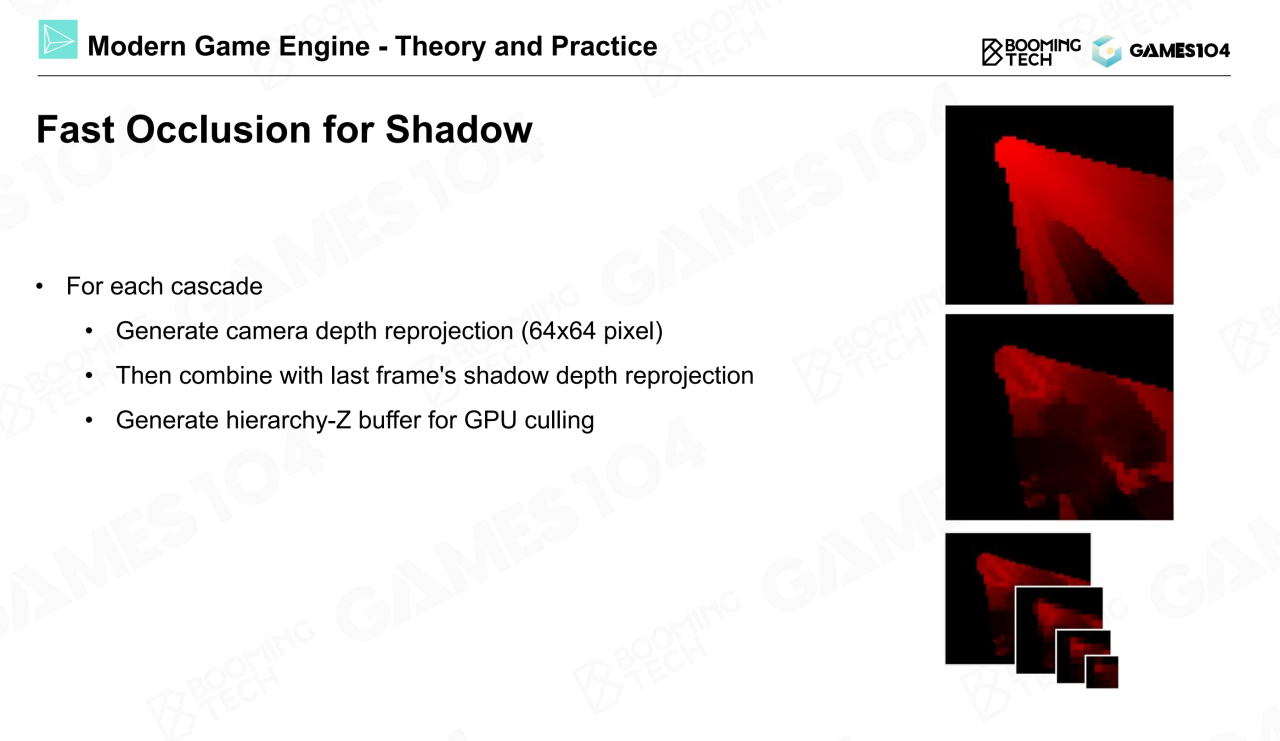 Modern Game Engine - Theory and Practice
BOOMING
TECH
GAMES104
Fast Occlusion for Shadow
• For each cascade
• Generate camera depth reprojection (64x64 pixel)
• Then combine with last frame's shadow depth reprojection
• Generate hierarchy-Z buffer for GPU culling